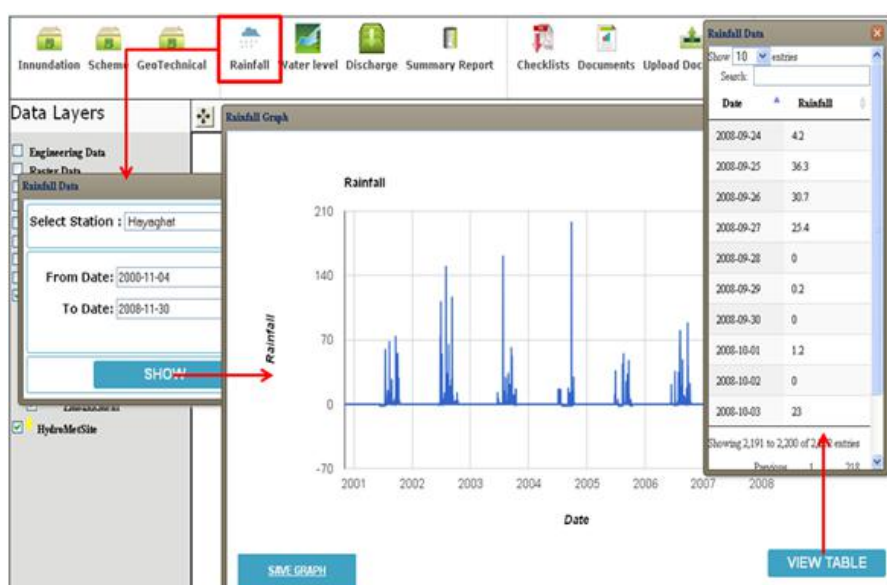 Innundation Scheme GeoTechnical Rainfall Water level Discharge Summary Report Checklists Documents Upload Doc
Data Layers
Engineering Data
Raster Data
Rainfall Data
Select Station : Hayaghat
From Date: 2000-11-04
To Date: 2008-11-30
SHOW
HydroMetSite
Rainfall Graph
Rainfall
210
140
70
0
-70
Rainfall
2001 2002 2003 2004 2005 2006 2007 2008
Date
SAVE GRAPH
VIEW TABLE
Rainfall Data
Show 10 entries
Search:
Date Rainfall
2008-09-24 4.2
2008-09-25 36.3
2008-09-26 30.7
2008-09-27 25.4
2008-09-28 0
2008-09-29 0.2
2008-09-30 0
2008-10-01 1.2
2008-10-02 0
2008-10-03 23
Showing 2,191 to 2,200 of entries
Previous 1 218